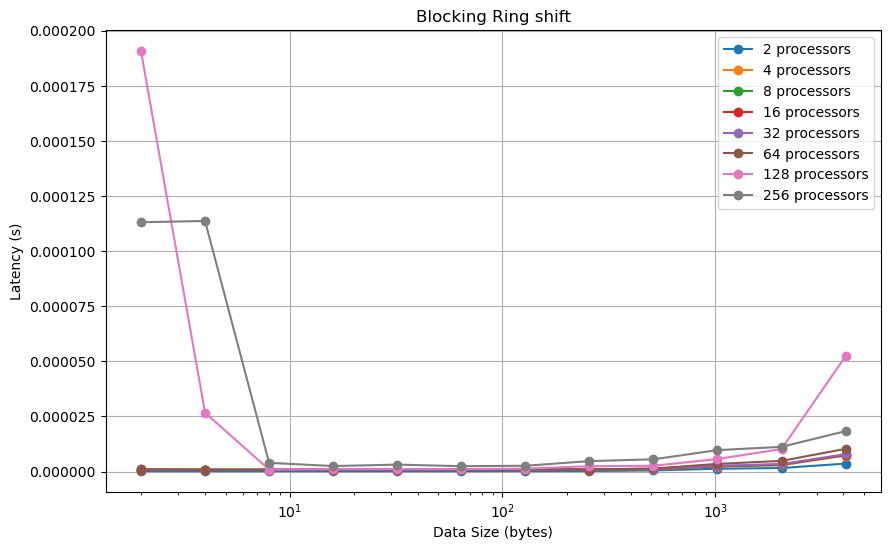 Blocking Ring shift
Latency (s)
0.000200
0.000175
0.000150
0.000125
0.000100
0.000075
0.000050
0.000025
0.000000
2 processors
4 processors
8 processors
16 processors
32 processors
64 processors
128 processors
256 processors
10¹
10²
10³
Data Size (bytes)